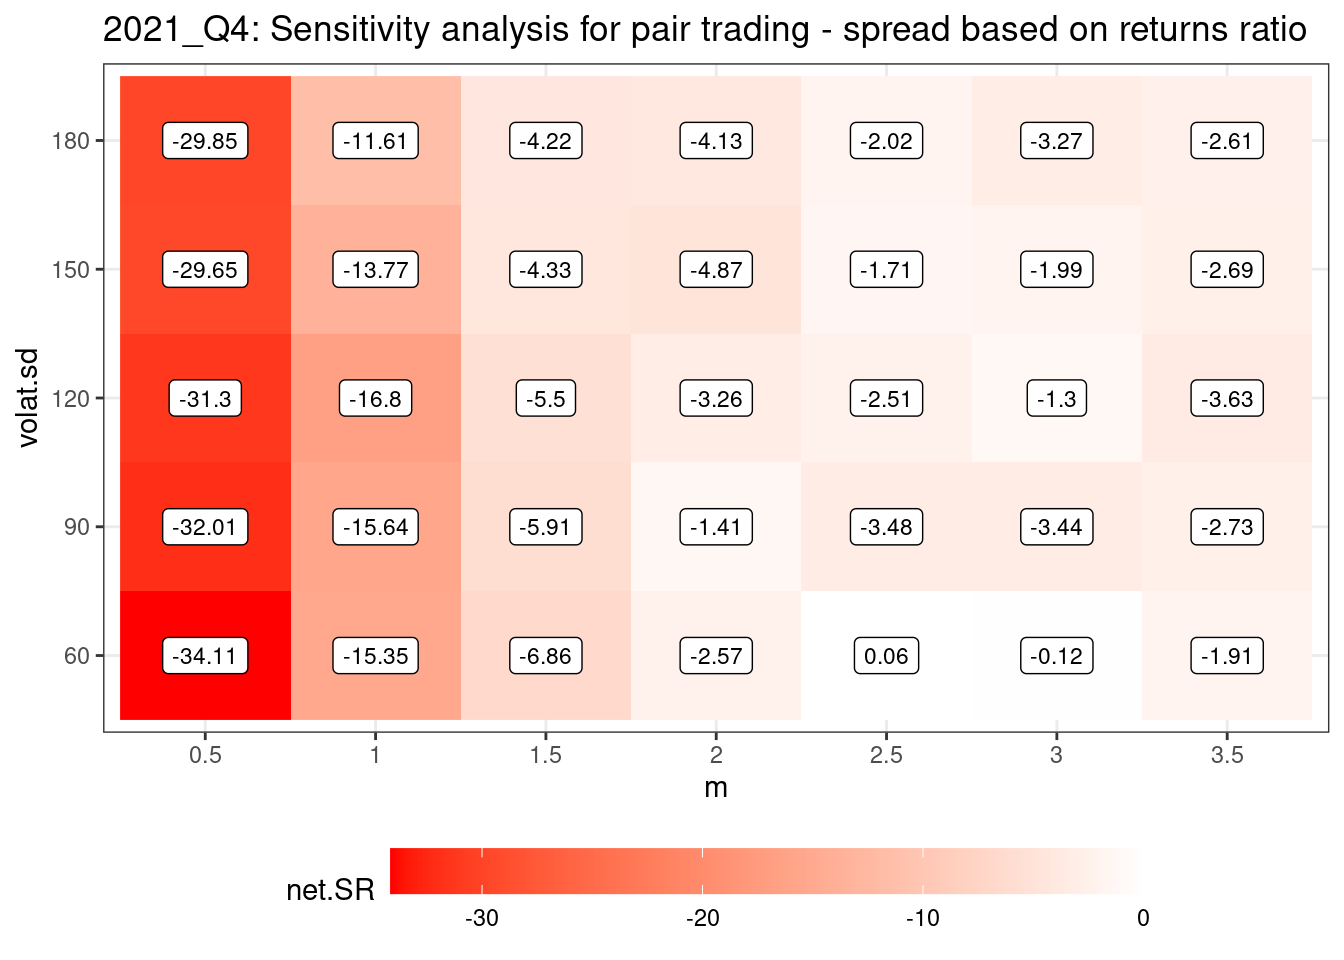 2021_Q4: Sensitivity analysis for pair trading - spread based on returns ratio
180 -29.85 -11.61 -4.22 -4.13 -2.02 -3.27 -2.61
150 -29.65 -13.77 -4.33 -4.87 -1.71 -1.99 -2.69
volat.sd
120 -31.3 -16.8 -5.5 -3.26 -2.51 -1.3 -3.63
90 -32.01 -15.64 -5.91 -1.41 -3.48 -3.44 -2.73
60 -34.11 -15.35 -6.86 -2.57 0.06 -0.12 -1.91
0.5 1 1.5 2 2.5 3 3.5
m
net.SR
-30 -20 -10 0